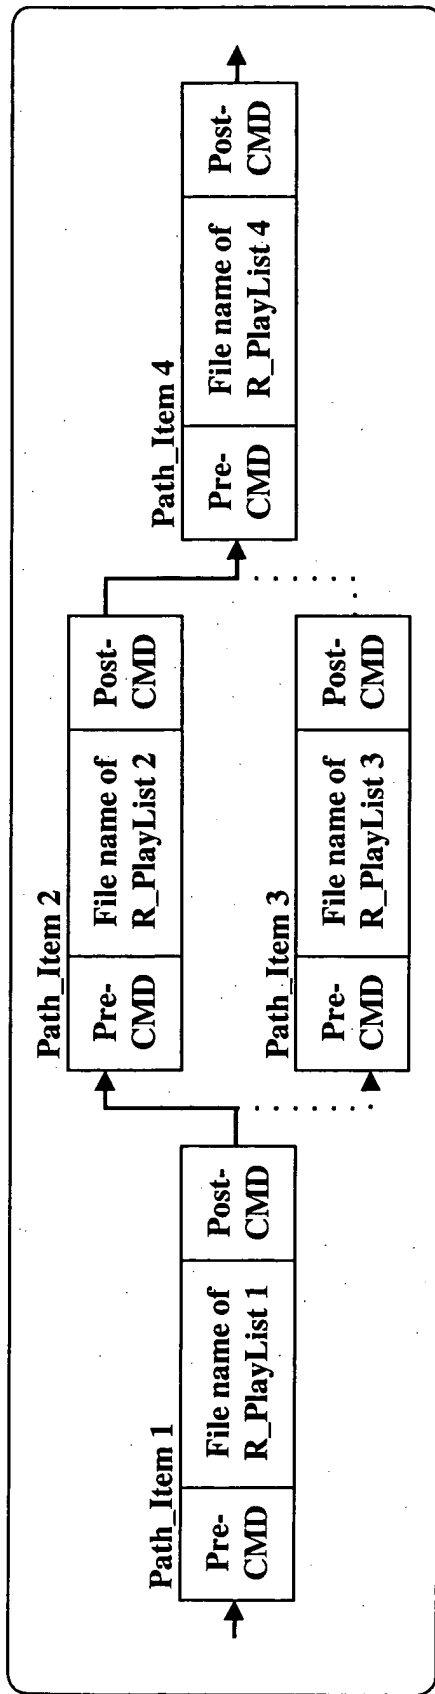 Path_Item 1
Pre-
CMD
File name of
R_PlayList 1
Post-
CMD
Path_Item 2
Pre-
CMD
File name of
R_PlayList 2
Post-
CMD
Path_Item 3
Pre-
CMD
File name of
R_PlayList 3
Post-
CMD
Path_Item 4
Pre-
CMD
File name of
R_PlayList 4
Post-
CMD